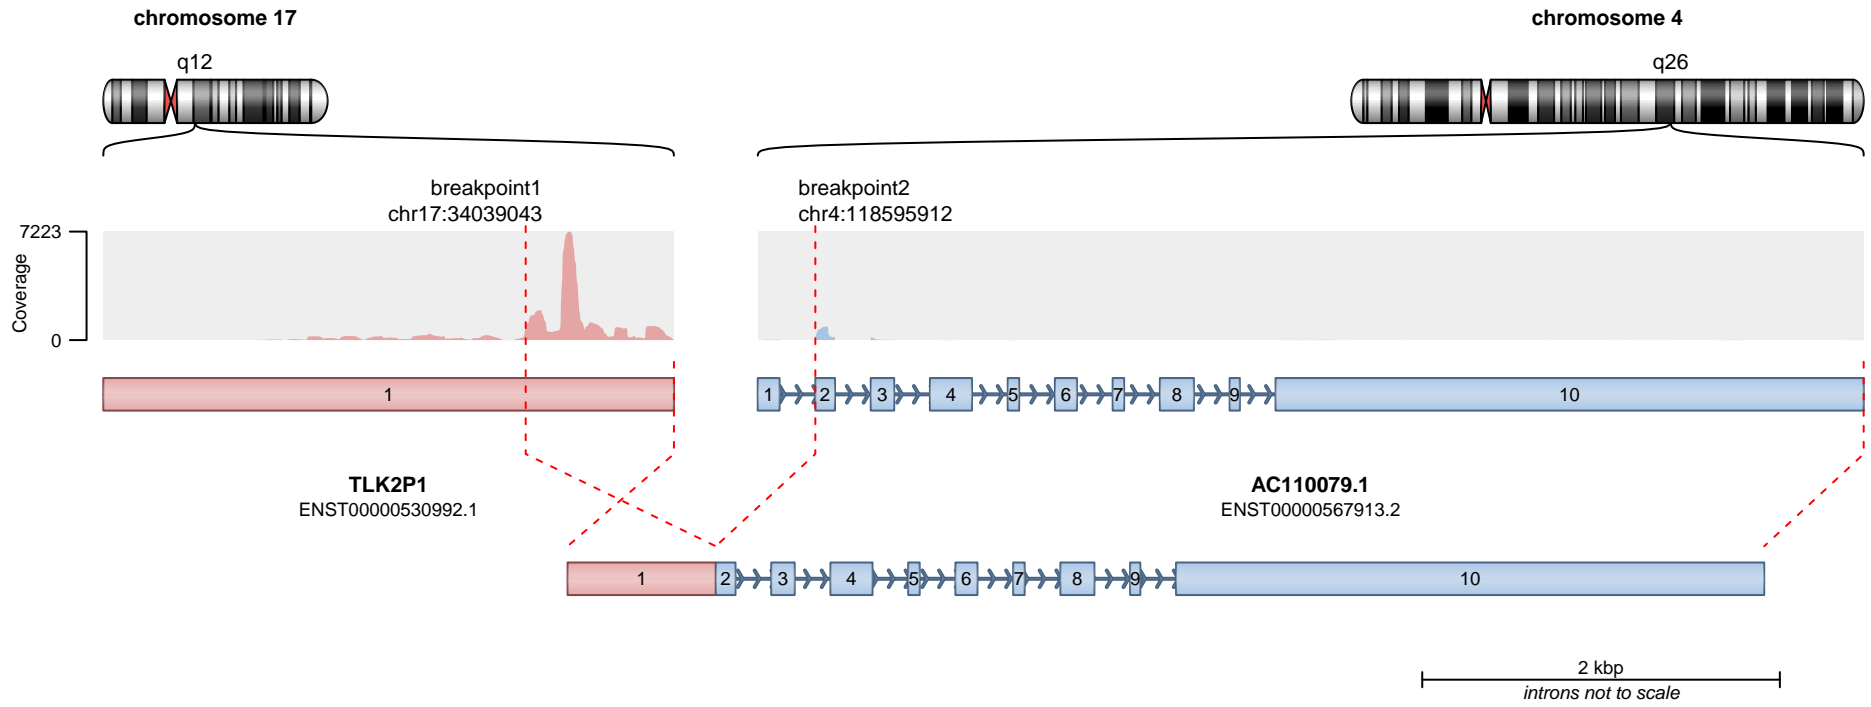 chromosome 17
chromosome 4
q12
q26
breakpoint1
chr17:34039043
breakpoint2
chr4:118595912
7223
Coverage
0
1
1 2 3 4 5 6 7 8 9 10
TLK2P1
ENST00000530992.1
AC110079.1
ENST00000567913.2
1 2 3 4 5 6 7 8 9 10
2 kbp
introns not to scale